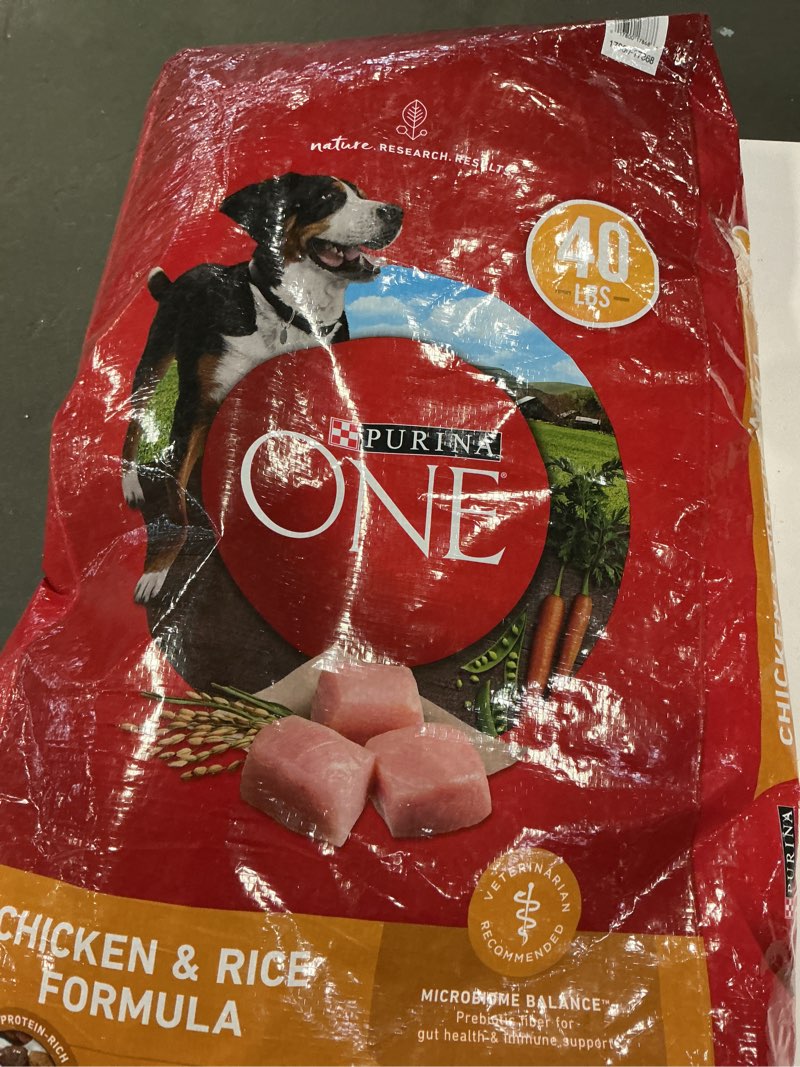 nature. RESEARCH. RESULTS
40
LBS
PURINA
ONE®
VETERINARIAN
RECOMMENDED
CHICKEN & RICE
FORMULA
MICROBIOME BALANCE™
Prebiotic fiber for
gut health & immune support
PROTEIN-RICH
PURINA